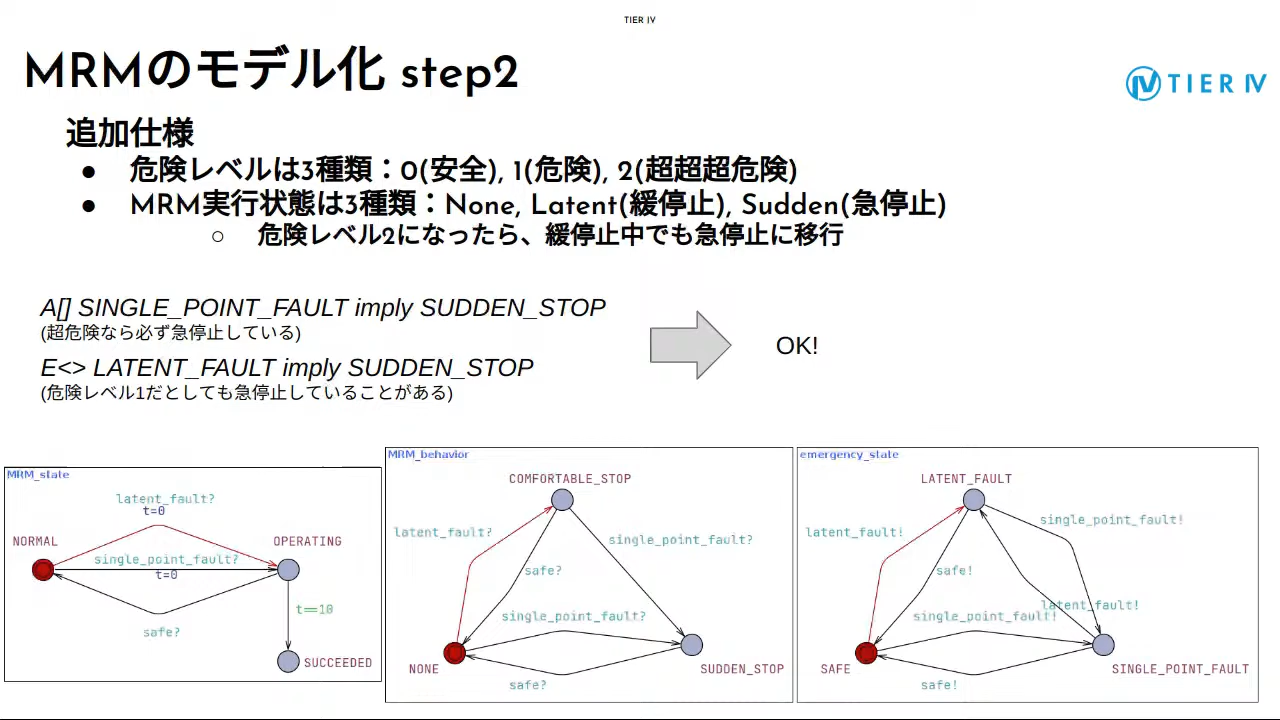 TIER IV
MRMのモデル化 step2
TIER IV
追加仕様
● 危険レベルは3種類：0(安全), 1(危険), 2(超超超危険)
● MRM実行状態は3種類：None, Latent(緩停止), Sudden(急停止)
○ 危険レベル2になったら、緩停止中でも急停止に移行
A[] SINGLE_POINT_FAULT imply SUDDEN_STOP
(超危険なら必ず急停止している)
E<> LATENT_FAULT imply SUDDEN_STOP
(危険レベル1だとしても急停止していることがある)
OK!
MRM_state
latent_fault?
t=0
NORMAL
OPERATING
single_point_fault?
t=0
t==10
safe?
SUCCEEDED
MRM_behavior
COMFORTABLE_STOP
latent_fault?
single_point_fault?
safe?
single_point_fault?
NONE
SUDDEN_STOP
safe?
emergency_state
LATENT_FAULT
single_point_fault!
latent_fault!
safe!
latent_fault!
single_point_fault!
SAFE
SINGLE_POINT_FAULT
safe!